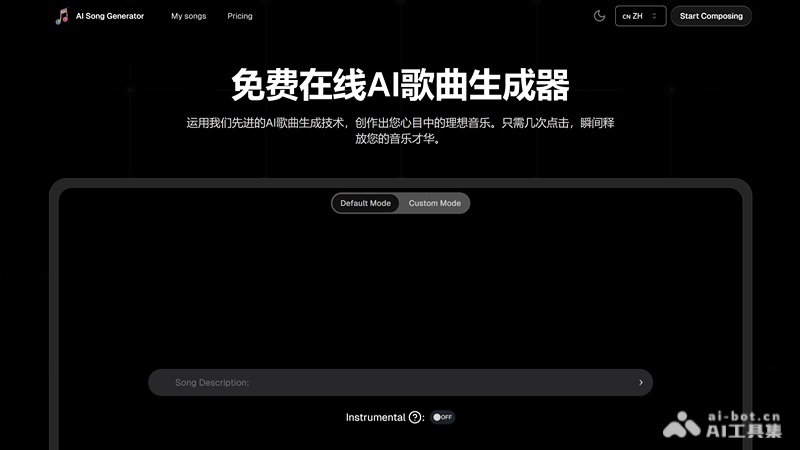 AI Song Generator
My songs
Pricing
CN ZH
Start Composing
免费在线AI歌曲生成器
运用我们先进的AI歌曲生成技术，创作出您心目中的理想音乐。只需几次点击，瞬间释
放您的音乐才华。
Default Mode
Custom Mode
Song Description:
Instrumental ?: OFF
ai-bot.cn
AI工具集